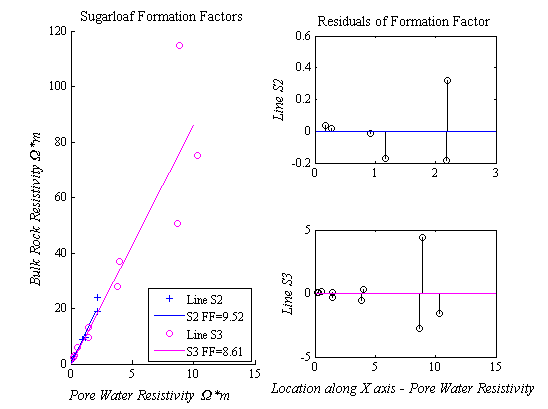 Sugarloaf Formation Factors
120
100
80
60
40
20
0
0 5 10 15
Bulk Rock Resistivity Ω*m
Pore Water Resistivity Ω*m
Line S2
S2 FF=9.52
Line S3
S3 FF=8.61
Residuals of Formation Factor
0.6
0.4
0.2
0
-0.2
0 1 2 3
Line S2
5
0
-5
0 5 10 15
Line S3
Location along X axis - Pore Water Resistivity